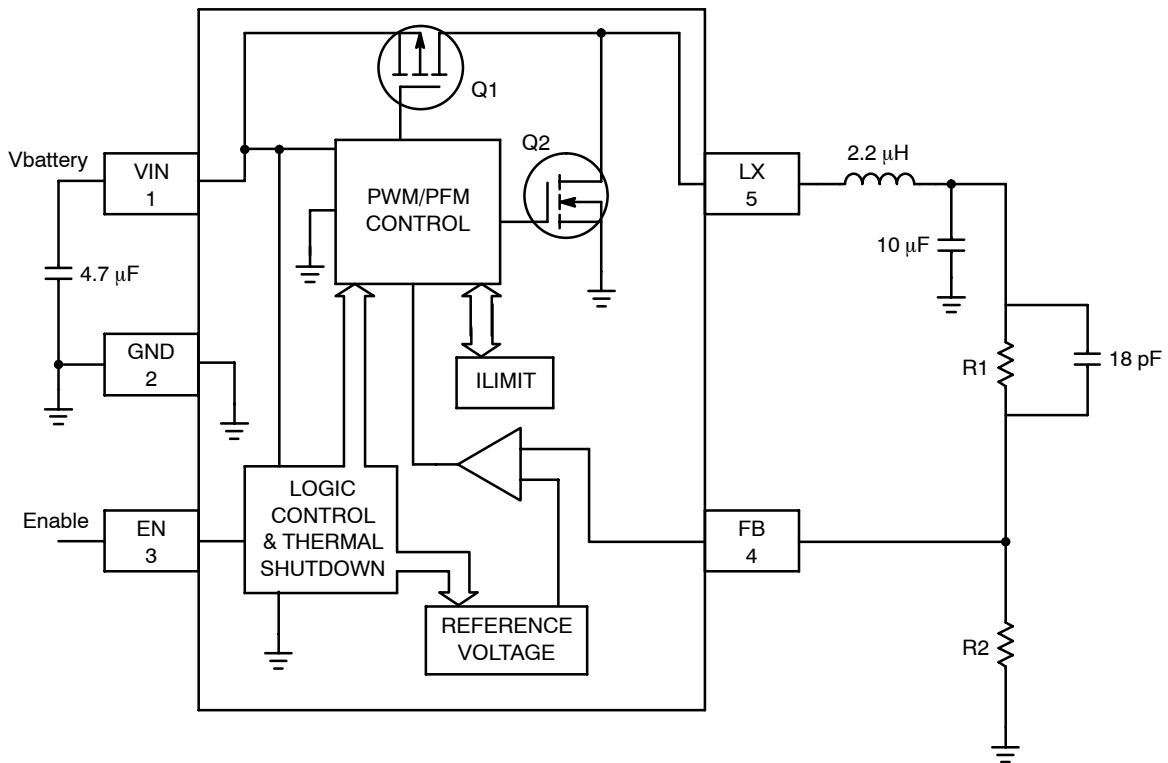 Q1
Q2
Vbattery
VIN
1
PWM/PFM
CONTROL
LX
5
2.2 μH
10 μF
4.7 μF
GND
2
ILIMIT
R1
18 pF
LOGIC
CONTROL
& THERMAL
SHUTDOWN
Enable
EN
3
FB
4
REFERENCE
VOLTAGE
R2